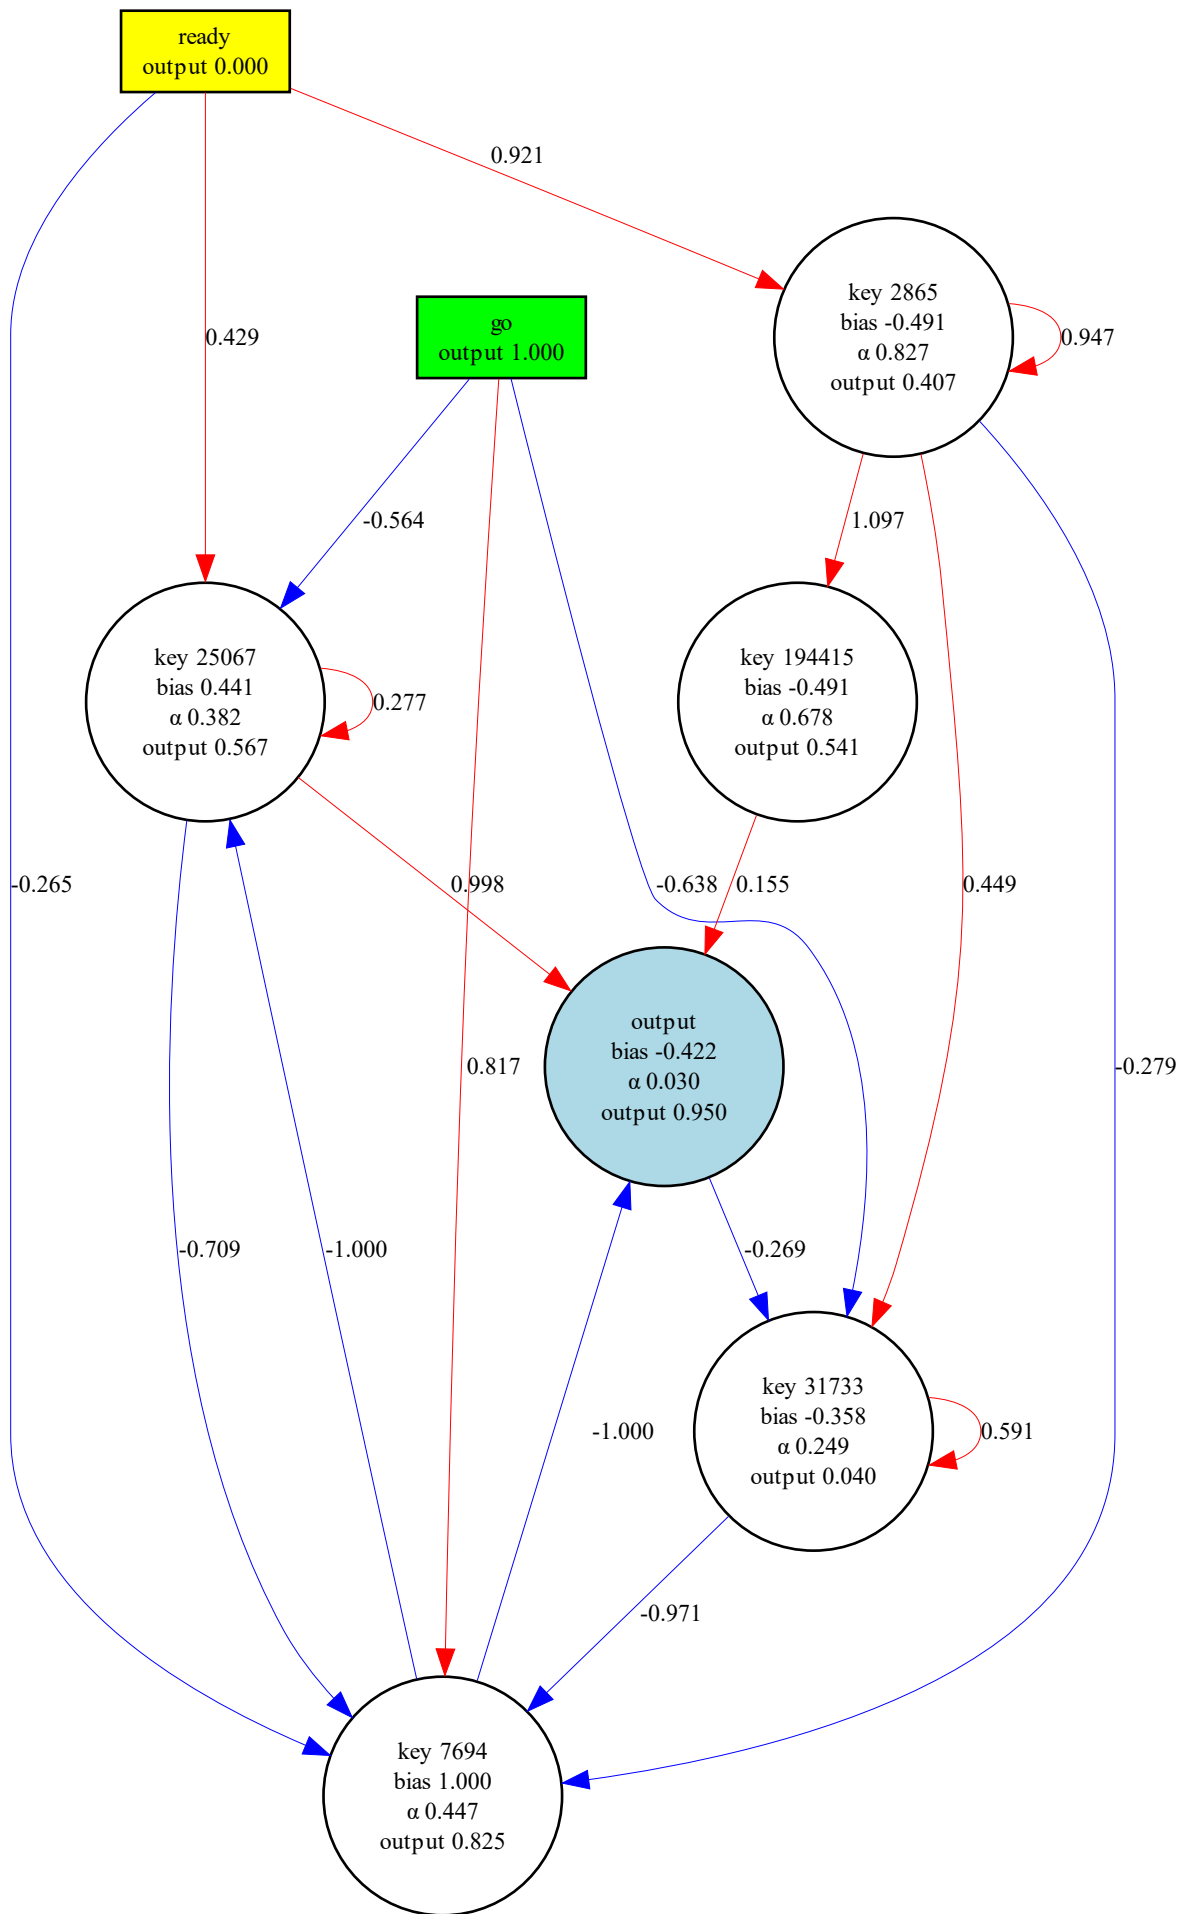 ready
output 0.000
0.921
key 2865
bias -0.491
α 0.827
output 0.407
0.947
go
output 1.000
0.429
-0.564
1.097
key 25067
bias 0.441
α 0.382
output 0.567
0.277
key 194415
bias -0.491
α 0.678
output 0.541
-0.265
0.998
-0.638
0.155
0.449
output
bias -0.422
α 0.030
output 0.950
0.817
-0.279
-0.709
-1.000
-0.269
key 31733
bias -0.358
α 0.249
output 0.040
-1.000
0.591
-0.971
key 7694
bias 1.000
α 0.447
output 0.825